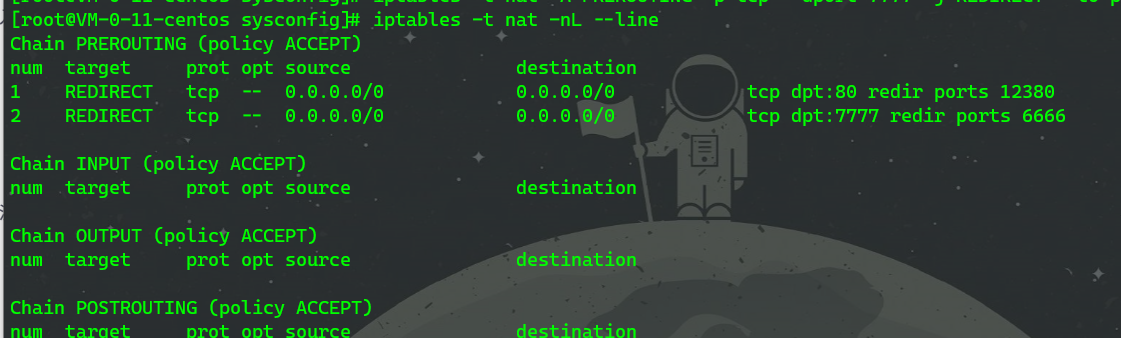 [root@VM-0-11-centos sysconfig]# iptables -t nat -nL --line
Chain PREROUTING (policy ACCEPT)
num target prot opt source destination
1 REDIRECT tcp -- 0.0.0.0/0 0.0.0.0/0 tcp dpt:80 redir ports 12380
2 REDIRECT tcp -- 0.0.0.0/0 0.0.0.0/0 tcp dpt:7777 redir ports 6666
Chain INPUT (policy ACCEPT)
num target prot opt source destination
Chain OUTPUT (policy ACCEPT)
num target prot opt source destination
Chain POSTROUTING (policy ACCEPT)
num target prot opt source destination